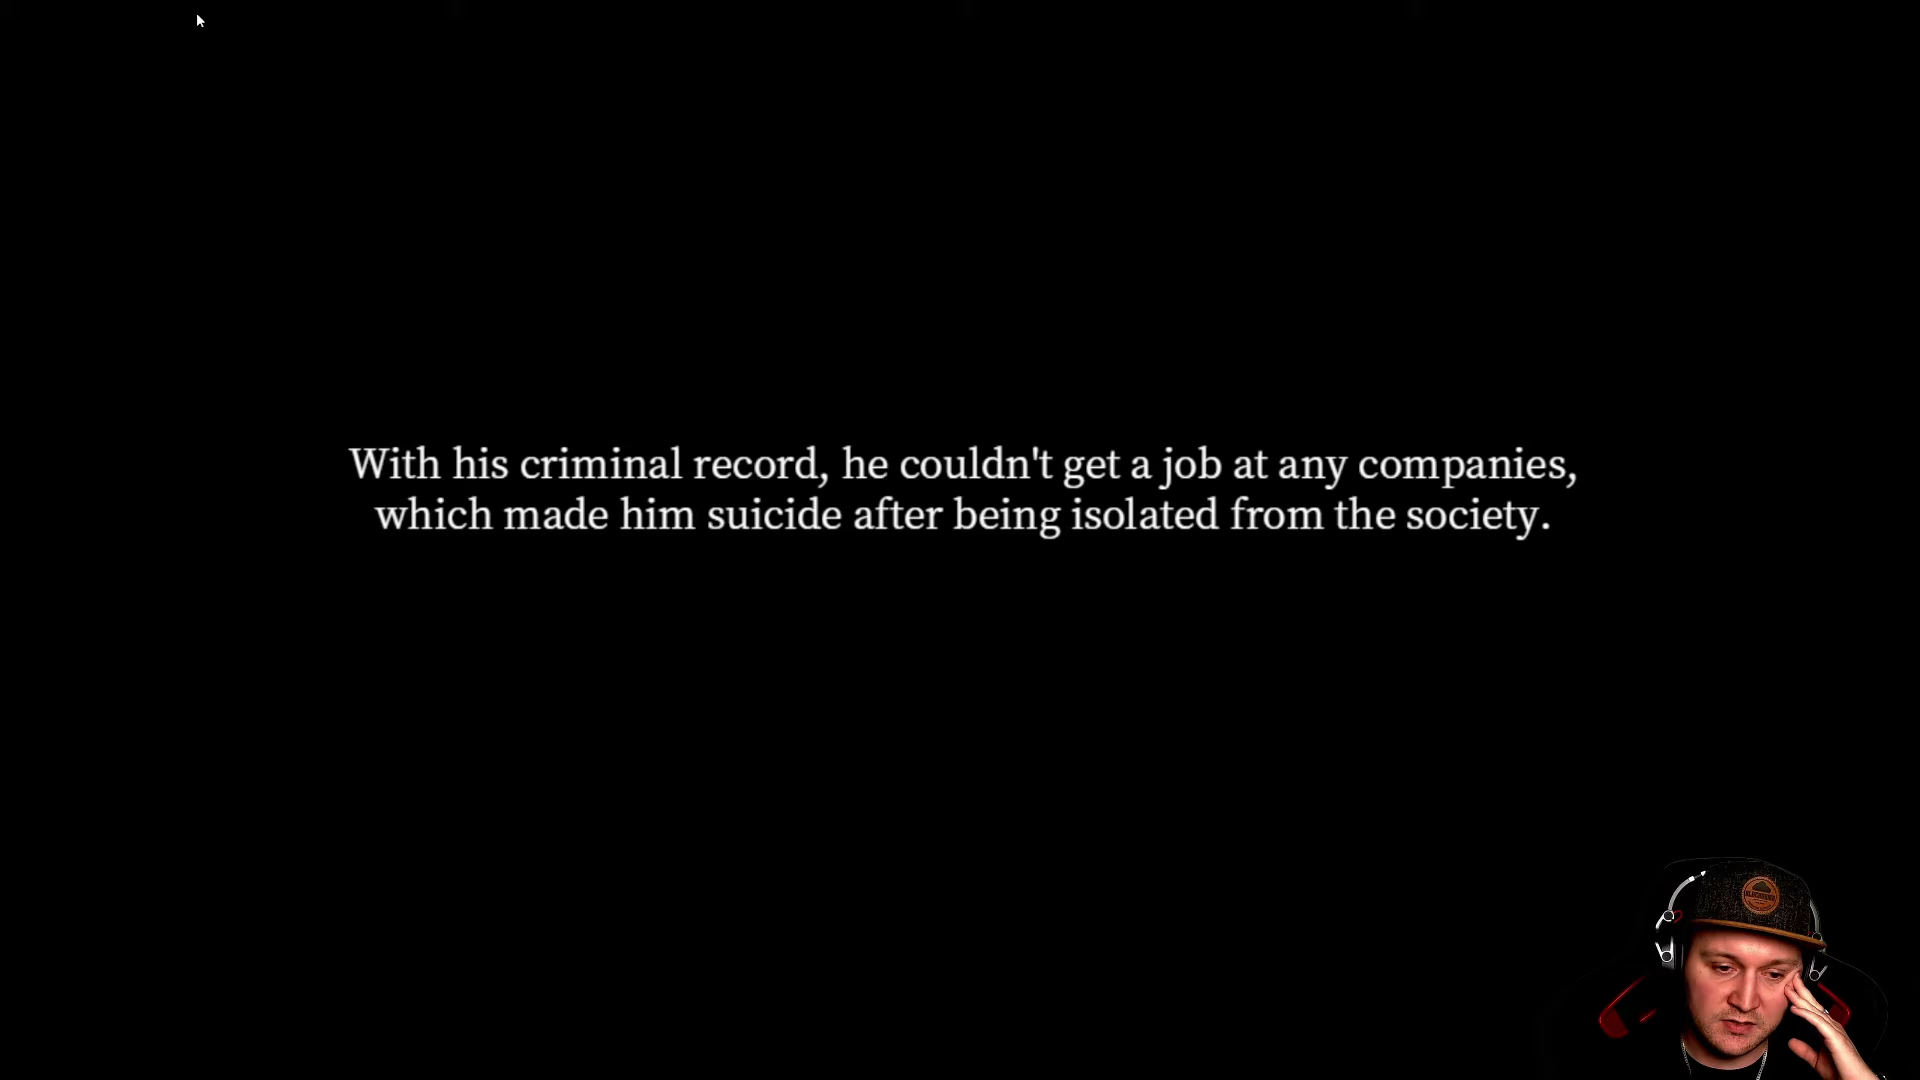 With his criminal record, he couldn't get a job at any companies,
which made him suicide after being isolated from the society.